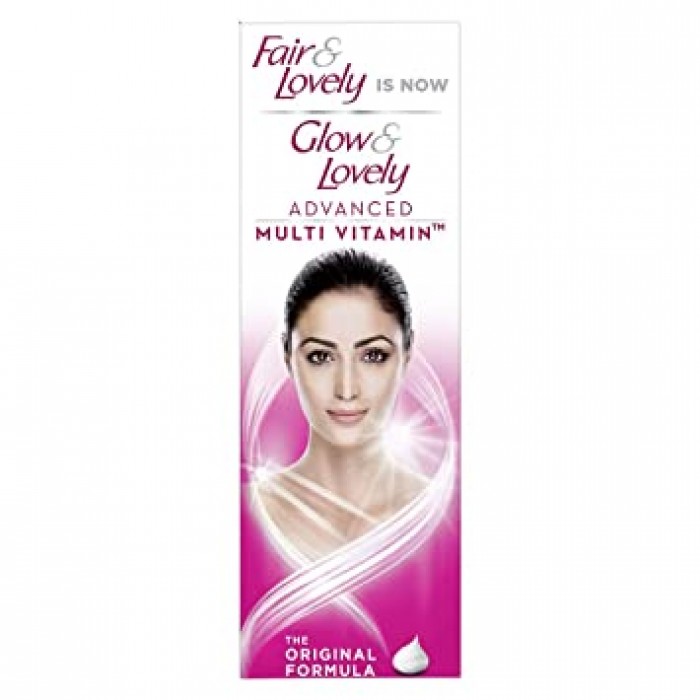 Fair &
Lovely IS NOW
Glow &
Lovely
ADVANCED
MULTI VITAMIN™
THE
ORIGINAL
FORMULA